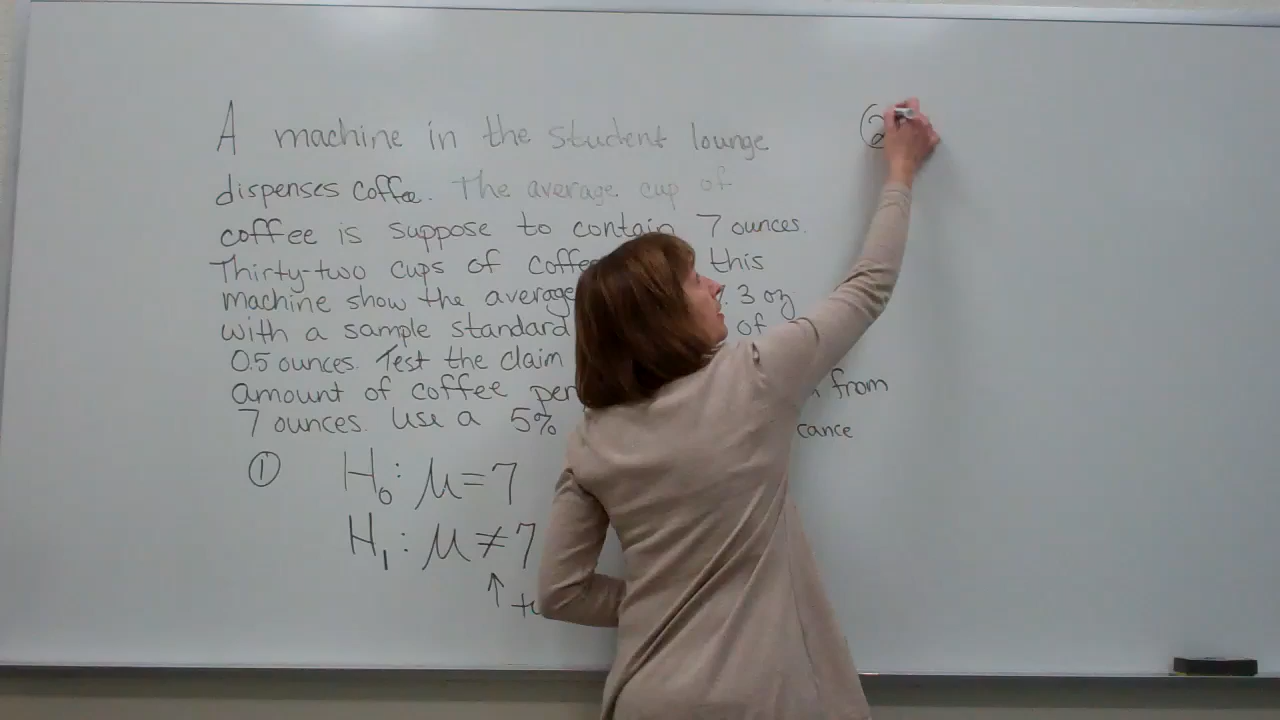 A machine in the student lounge
dispenses coffee. The average cup of
coffee is suppose to contain 7 ounces.
Thirty-two cups of coffee this
machine show the average .3 oz
with a sample standard of
0.5 ounces. Test the claim
amount of coffee per from
7 ounces. Use a 5%
① H₀: μ=7
H₁: μ≠7
↑
②